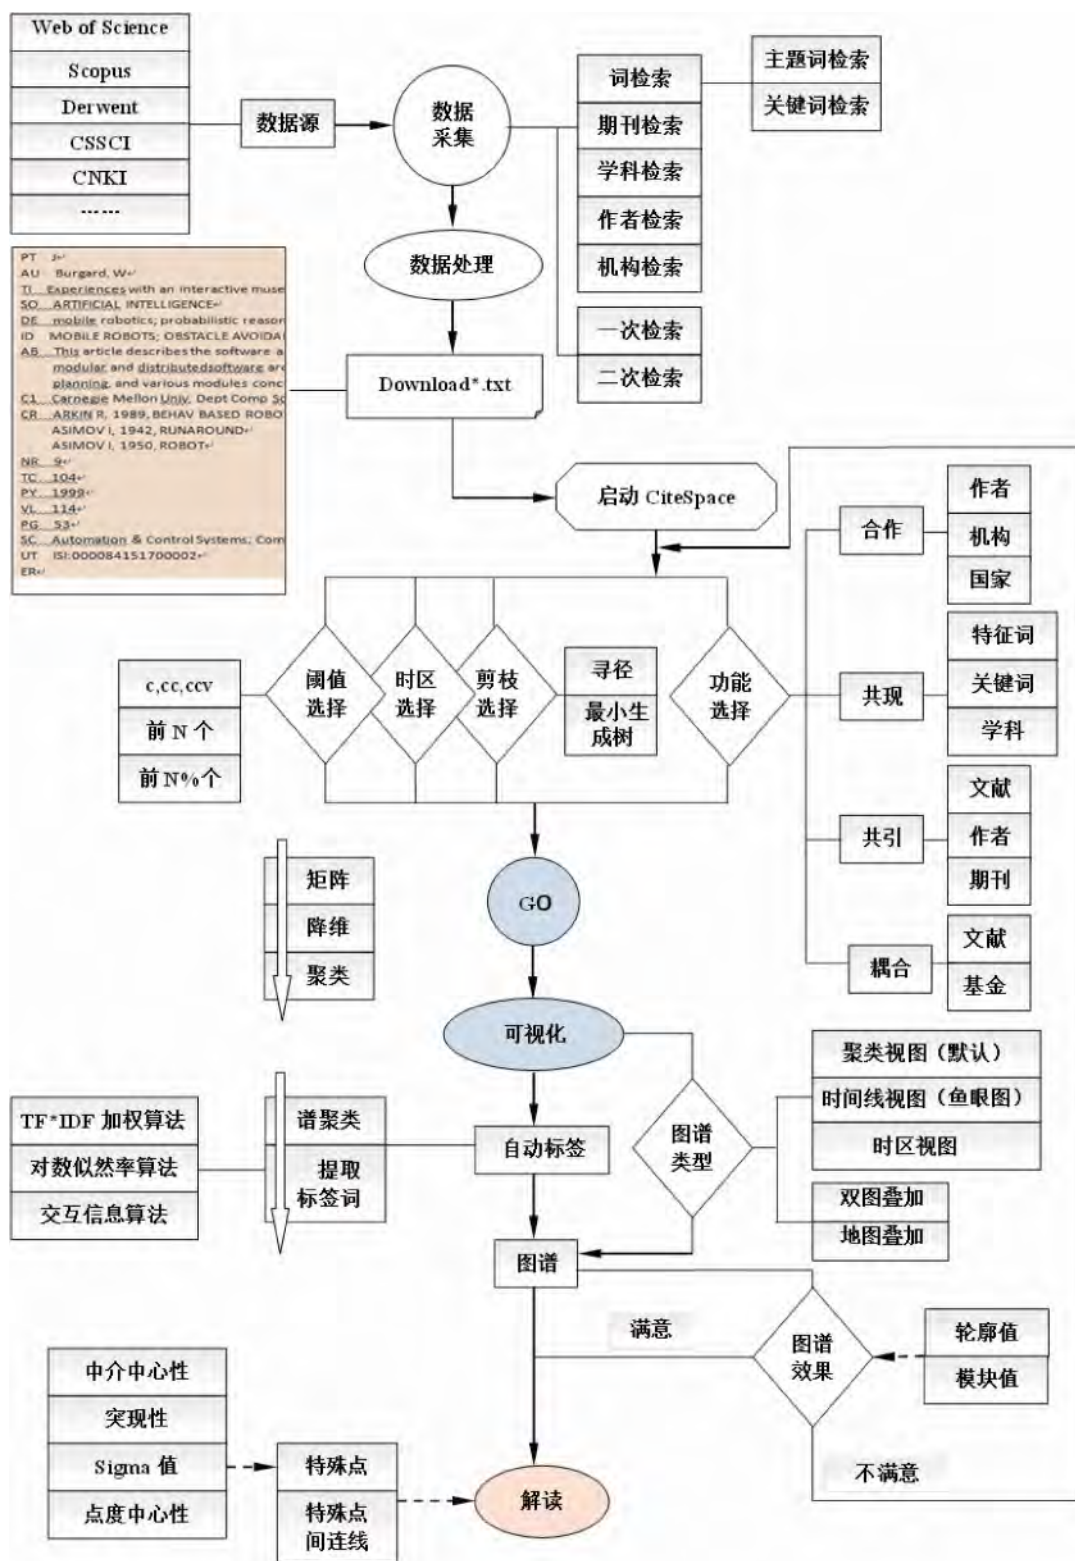 Web of Science
Scopus
Derwent
CSSCI
CNKI
------
数据源
数据
采集
词检索
期刊检索
学科检索
作者检索
机构检索
一次检索
二次检索
主题词检索
关键词检索
数据处理
Download*.txt
PT J
AU Burgard, W
TI Experiences with an interactive muse
SO ARTIFICIAL INTELLIGENCE
DE mobile robotics; probabilistic reason
ID MOBILE ROBOTS; OBSTACLE AVOIDA
AB This article describes the software a
modular and distributedsoftware are
planning, and various modules conc
C1 Carnegie Mellon Univ, Dept Comp Sc
CR ARKIN R, 1989, BEHAV BASED ROBO
ASIMOV I, 1942, RUNAROUND
ASIMOV I, 1950, ROBOT
NR 9
TC 104
PY 1999
VL 114
PG 53
SC Automation & Control Systems; Com
UT ISI:000084151700002
ER
启动 CiteSpace
c,cc,ccv
前 N 个
前 N%个
阈值
选择
时区
选择
剪枝
选择
寻径
最小生
成树
功能
选择
合作
作者
机构
国家
共现
特征词
关键词
学科
共引
文献
作者
期刊
耦合
文献
基金
矩阵
降维
聚类
GO
可视化
TF*IDF 加权算法
对数似然率算法
交互信息算法
谱聚类
提取
标签词
自动标签
图谱
类型
聚类视图（默认）
时间线视图（鱼眼图）
时区视图
双图叠加
地图叠加
图谱
满意
图谱
效果
轮廓值
模块值
不满意
中介中心性
突现性
Sigma 值
点度中心性
特殊点
特殊点
间连线
解读